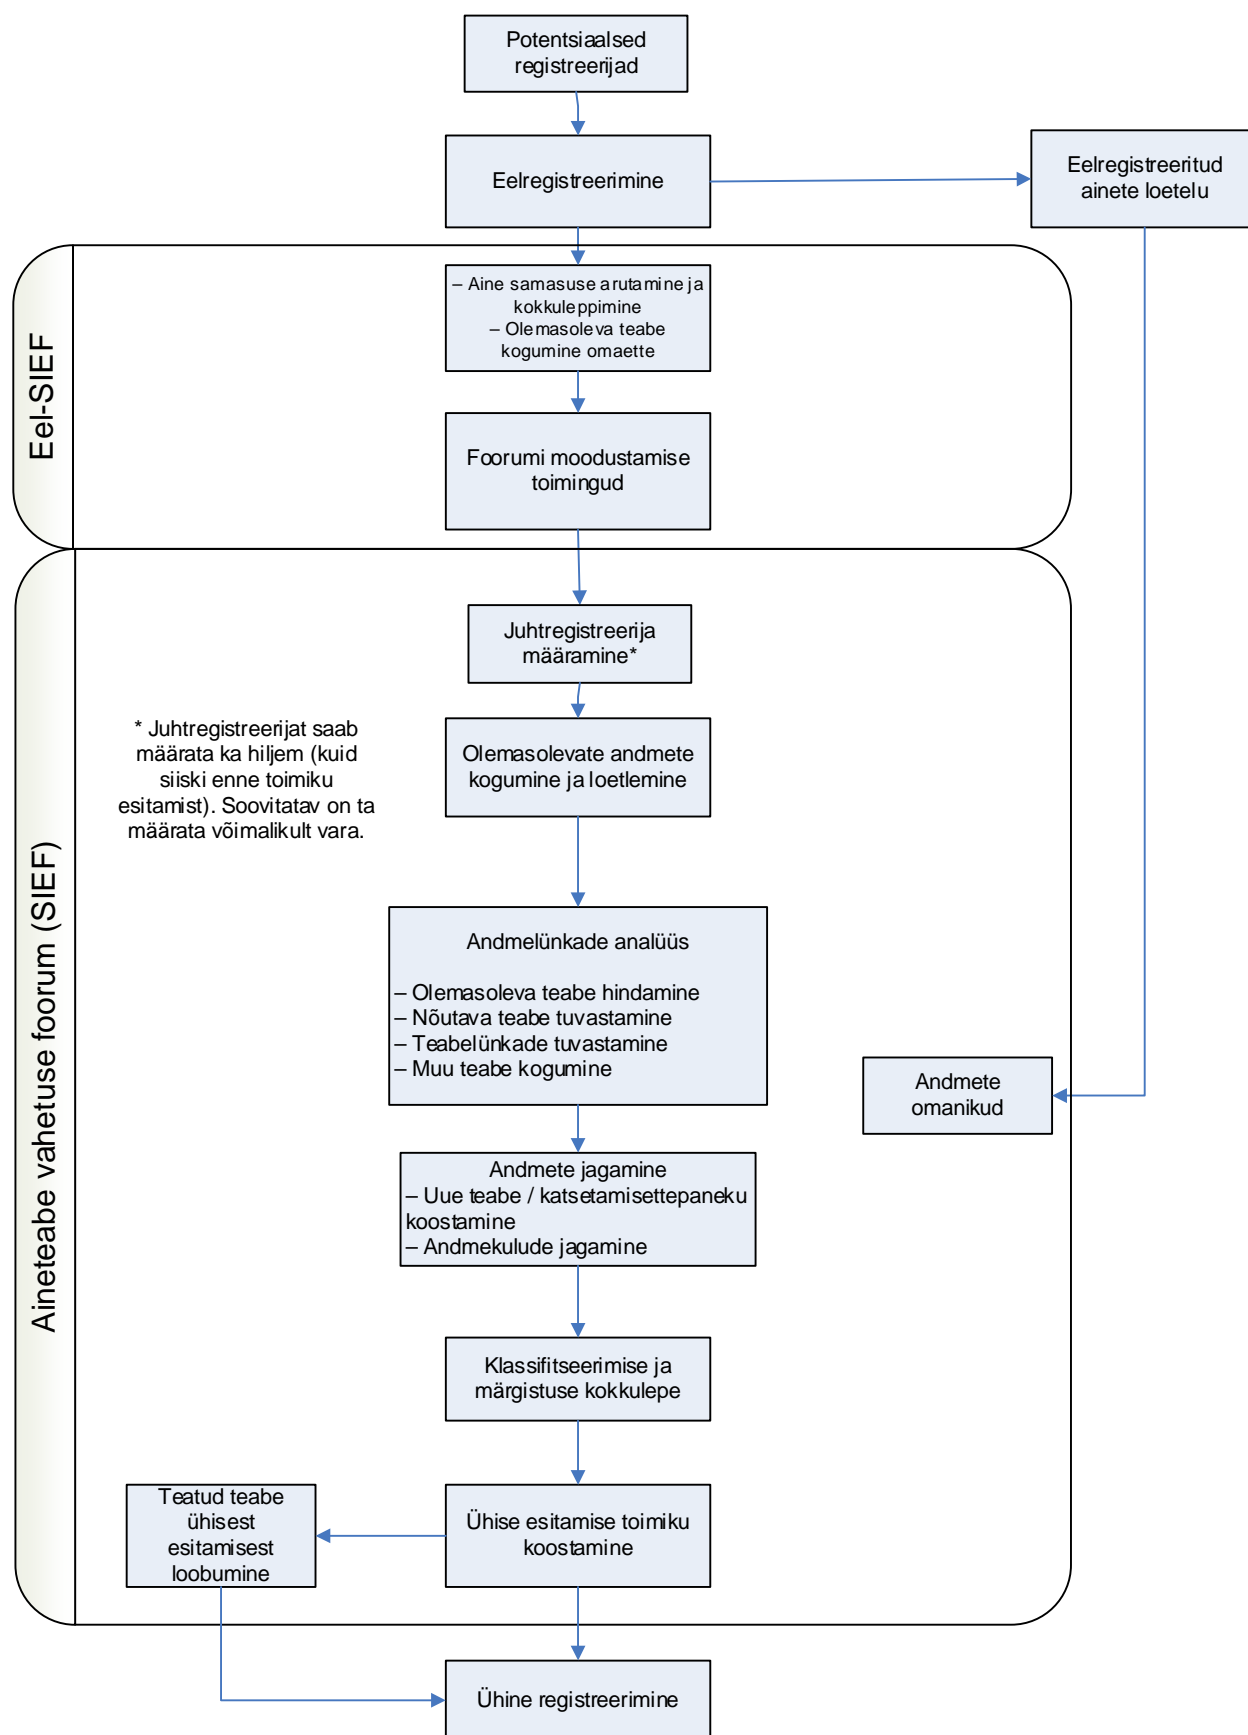 Potentsiaalsed
registreerijad
Eelregistreerimine
Eelregistreeritud
ainete loetelu
Eel-SIEF
– Aine samasuse arutamine ja
kokkuleppimine
– Olemasoleva teabe
kogumine omaette
Foorumi moodustamise
toimingud
Aineteabe vahetuse foorum (SIEF)
Juhtregistreerija
määramine*
* Juhtregistreerijat saab
määrata ka hiljem (kuid
siiski enne toimiku
esitamist). Soovitatav on ta
määrata võimalikult vara.
Olemasolevate andmete
kogumine ja loetlemine
Andmelünkade analüüs
– Olemasoleva teabe hindamine
– Nõutava teabe tuvastamine
– Teabelünkade tuvastamine
– Muu teabe kogumine
Andmete
omanikud
Andmete jagamine
– Uue teabe / katsetamisettepaneku
koostamine
– Andmekulude jagamine
Klassifitseerimise ja
märgistuse kokkulepe
Teatud teabe
ühisest
esitamisest
loobumine
Ühise esitamise toimiku
koostamine
Ühine registreerimine